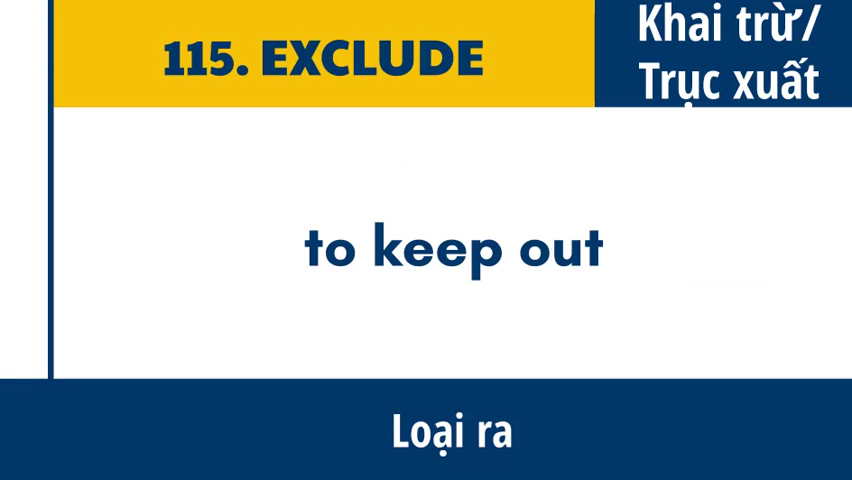 115. EXCLUDE
Khai trừ/
Trục xuất
to keep out
Loại ra